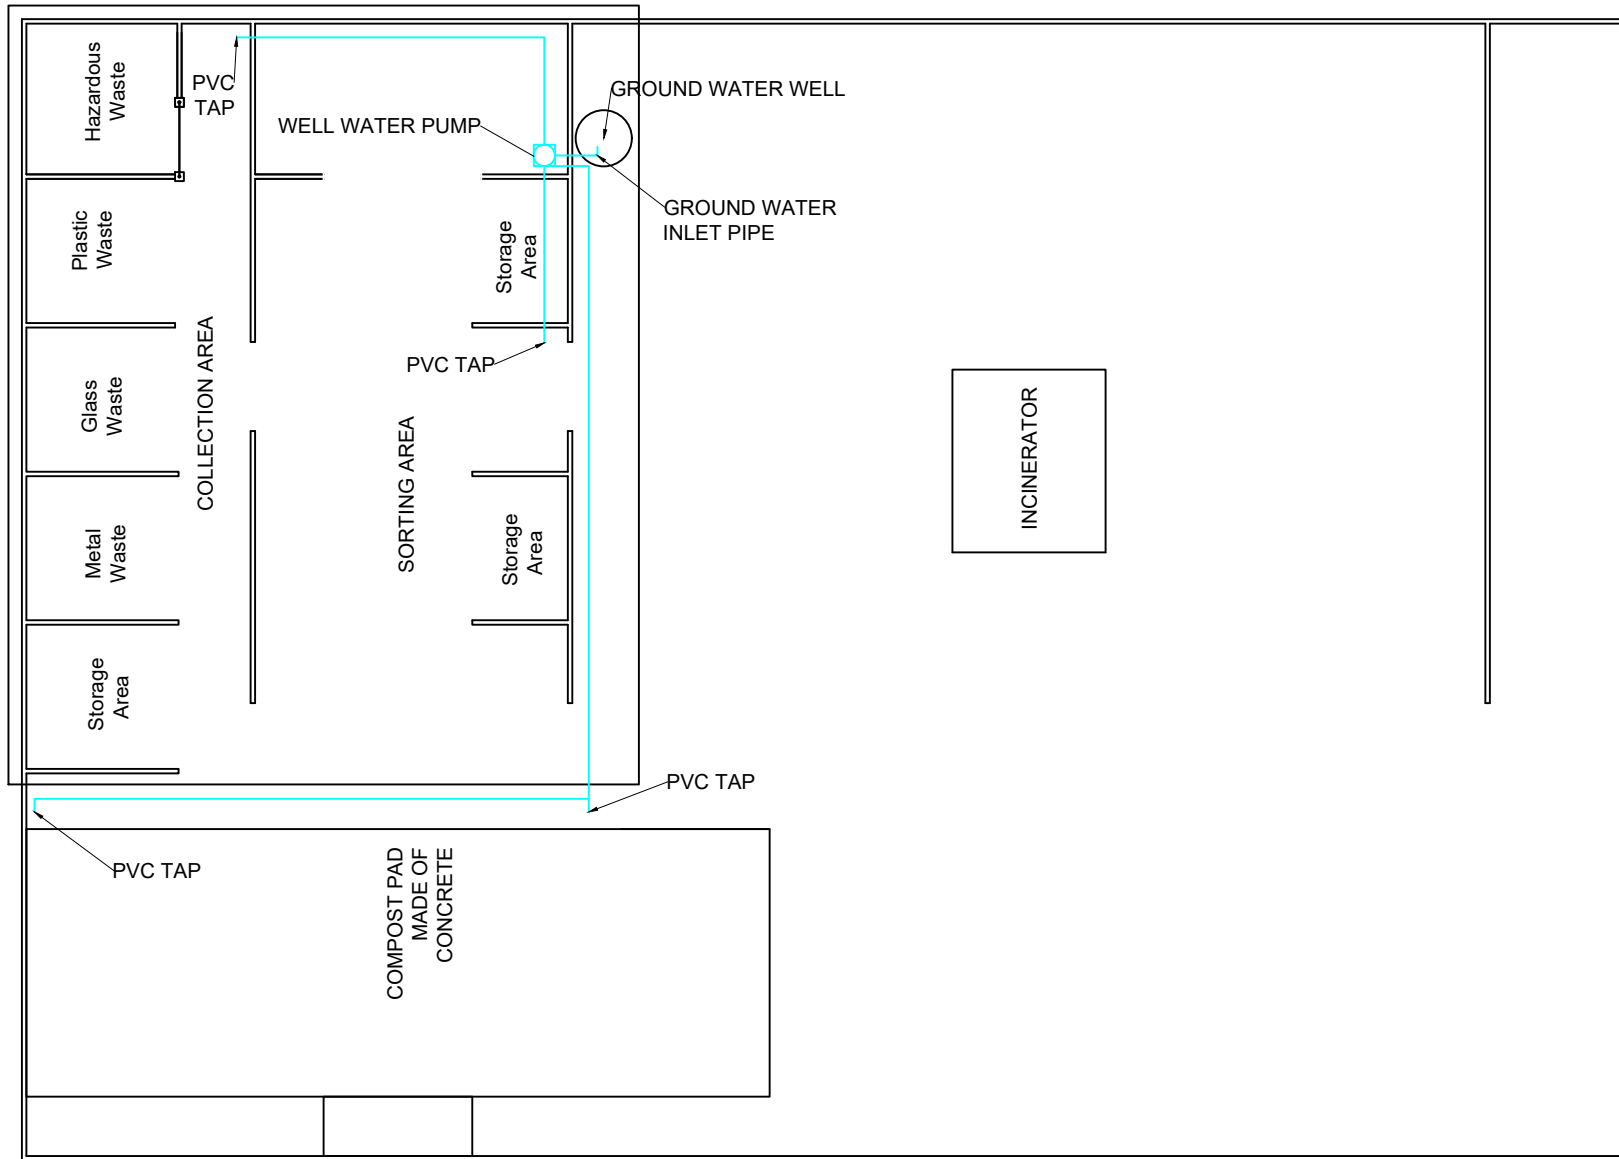 Hazardous
Waste
PVC
TAP
GROUND WATER WELL
WELL WATER PUMP
GROUND WATER
INLET PIPE
Plastic
Waste
Storage
Area
COLLECTION AREA
PVC TAP
Glass
Waste
SORTING AREA
INCINERATOR
Metal
Waste
Storage
Area
Storage
Area
PVC TAP
PVC TAP
COMPOST PAD
MADE OF
CONCRETE